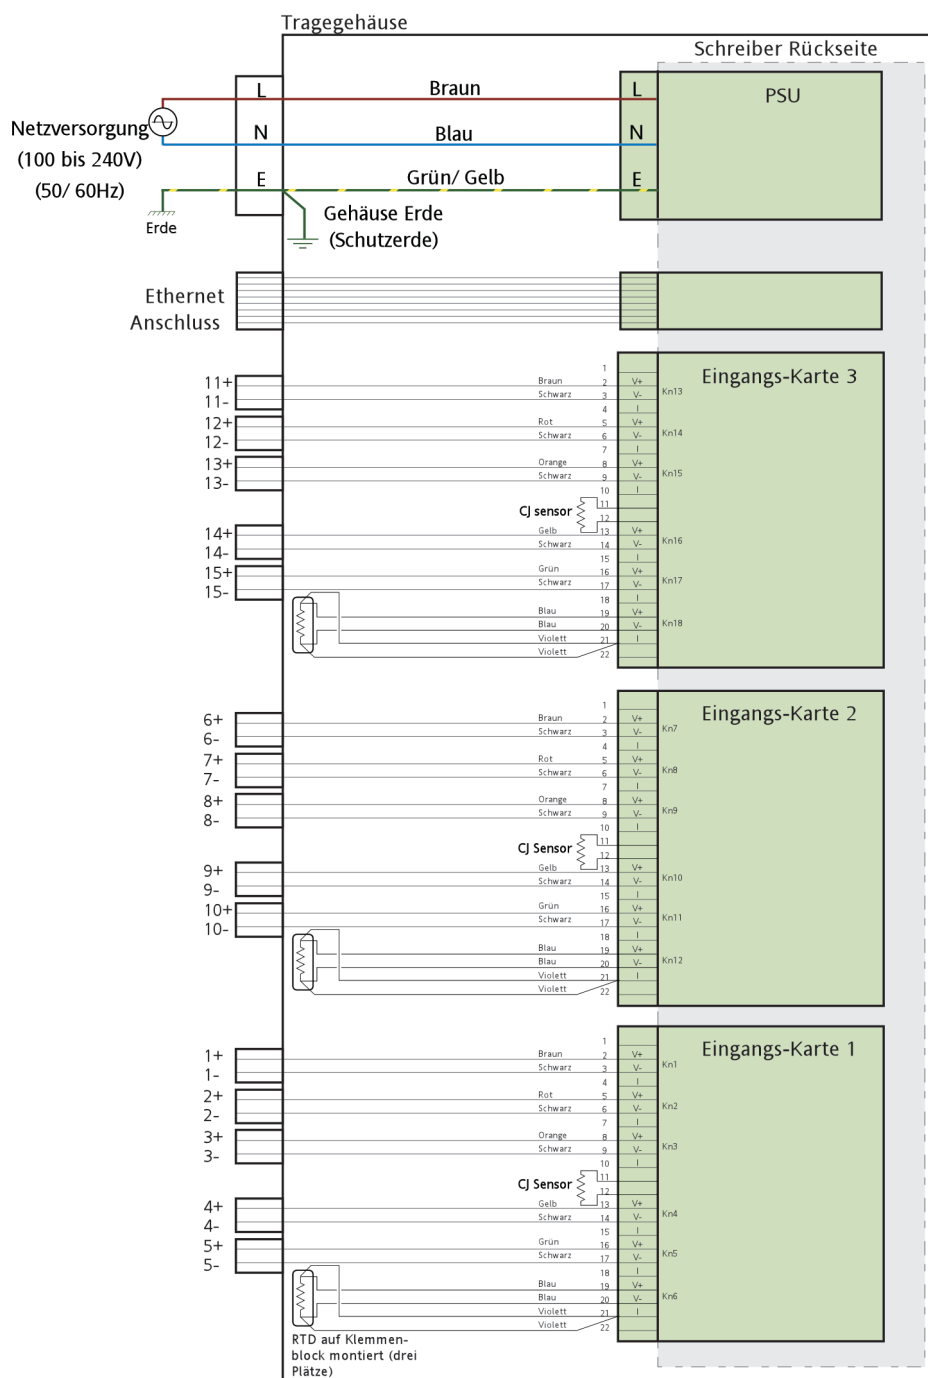 Tragegehäuse
Schreiber Rückseite
L Braun L PSU
Netzversorgung N Blau N
(100 bis 240V)
(50/ 60Hz) E Grün/ Gelb E
Erde Gehäuse Erde
(Schutzerde)
Ethernet
Anschluss
Eingangs-Karte 3
1
11+ Braun 2 V+ Kn13
11- Schwarz 3 V-
4 I
12+ Rot 5 V+ Kn14
12- Schwarz 6 V-
7 I
13+ Orange 8 V+ Kn15
13- Schwarz 9 V-
10 I
CJ sensor 11
12
14+ Gelb 13 V+ Kn16
14- Schwarz 14 V-
15 I
15+ Grün 16 V+ Kn17
15- Schwarz 17 V-
18 I
Blau 19 V+ Kn18
Blau 20 V-
Violett 21 I
Violett 22
Eingangs-Karte 2
1
6+ Braun 2 V+ Kn7
6- Schwarz 3 V-
4 I
7+ Rot 5 V+ Kn8
7- Schwarz 6 V-
7 I
8+ Orange 8 V+ Kn9
8- Schwarz 9 V-
10 I
CJ Sensor 11
12
9+ Gelb 13 V+ Kn10
9- Schwarz 14 V-
15 I
10+ Grün 16 V+ Kn11
10- Schwarz 17 V-
18 I
Blau 19 V+ Kn12
Blau 20 V-
Violett 21 I
Violett 22
Eingangs-Karte 1
1
1+ Braun 2 V+ Kn1
1- Schwarz 3 V-
4 I
2+ Rot 5 V+ Kn2
2- Schwarz 6 V-
7 I
3+ Orange 8 V+ Kn3
3- Schwarz 9 V-
10 I
CJ Sensor 11
12
4+ Gelb 13 V+ Kn4
4- Schwarz 14 V-
15 I
5+ Grün 16 V+ Kn5
5- Schwarz 17 V-
18 I
Blau 19 V+ Kn6
Blau 20 V-
Violett 21 I
Violett 22
RTD auf Klemmen-
block montiert (drei
Plätze)